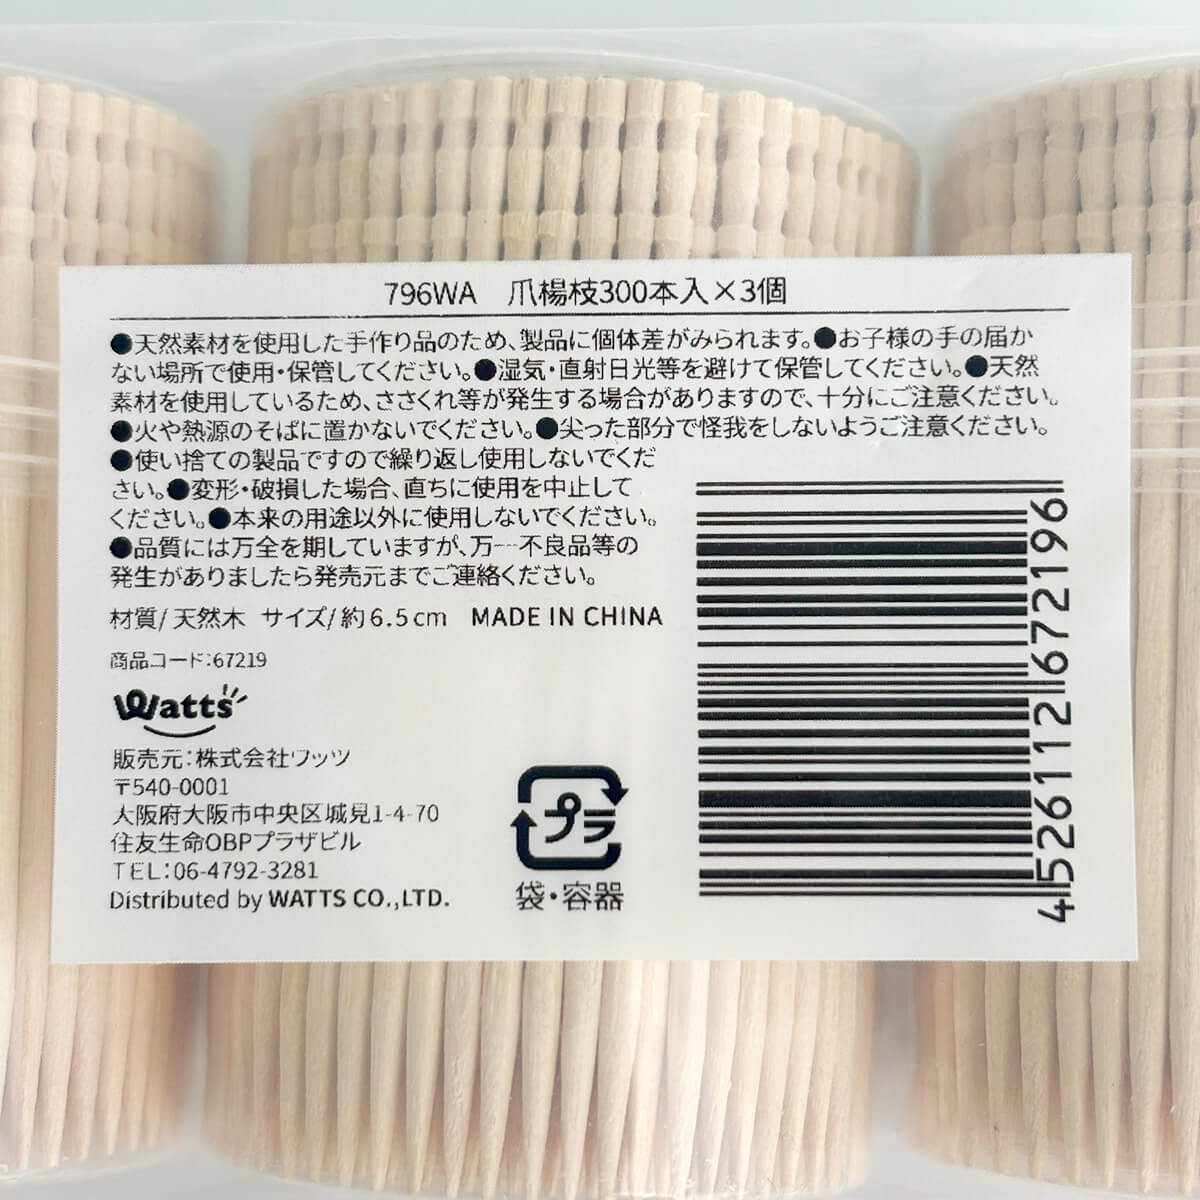 796WA 爪楊枝300本入×3個
●天然素材を使用した手作り品のため、製品に個体差がみられます。●お子様の手の届か
ない場所で使用・保管してください。●湿気・直射日光等を避けて保管してください。●天然
素材を使用しているため、ささくれ等が発生する場合がありますので、十分にご注意ください。
●火や熱源のそばに置かないでください。●尖った部分で怪我をしないようご注意ください。
●使い捨ての製品ですので繰り返し使用しないでくだ
さい。●変形・破損した場合、直ちに使用を中止して
ください。●本来の用途以外に使用しないでください。
●品質には万全を期していますが、万一不良品等の
発生がありましたら発売元までご連絡ください。
材質/天然木 サイズ/約6.5cm MADE IN CHINA
商品コード:67219
Watts
販売元:株式会社ワッツ
〒540-0001
大阪府大阪市中央区城見1-4-70
住友生命OBPプラザビル
TEL:06-4792-3281
Distributed by WATTS CO.,LTD.
プラ
袋・容器
4526112672196